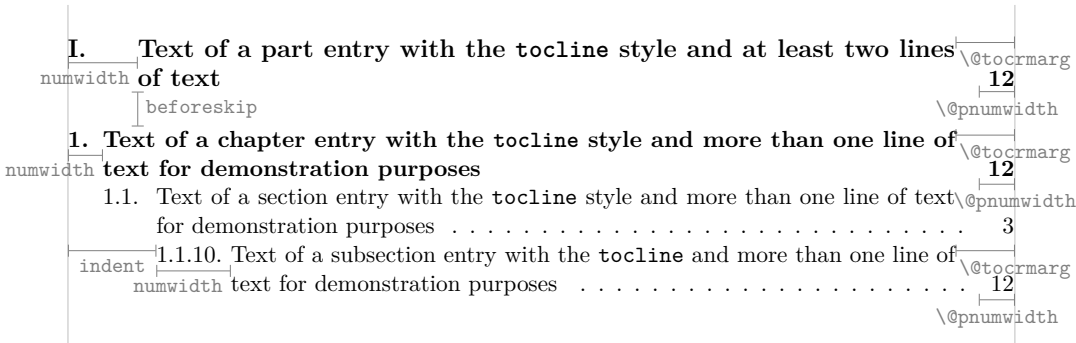 I. Text of a part entry with the tocline style and at least two lines \@tocrmarg
numwidth of text 12
beforeskip \@pnumwidth
1. Text of a chapter entry with the tocline style and more than one line of \@tocrmarg
numwidth text for demonstration purposes 12
1.1. Text of a section entry with the tocline style and more than one line of text \@pnumwidth
for demonstration purposes . . . . . . . . . . . . . . . . . . . . . . . . . . . . . 3
indent 1.1.10. Text of a subsection entry with the tocline and more than one line of \@tocrmarg
numwidth text for demonstration purposes . . . . . . . . . . . . . . . . . . . . . . 12
\@pnumwidth